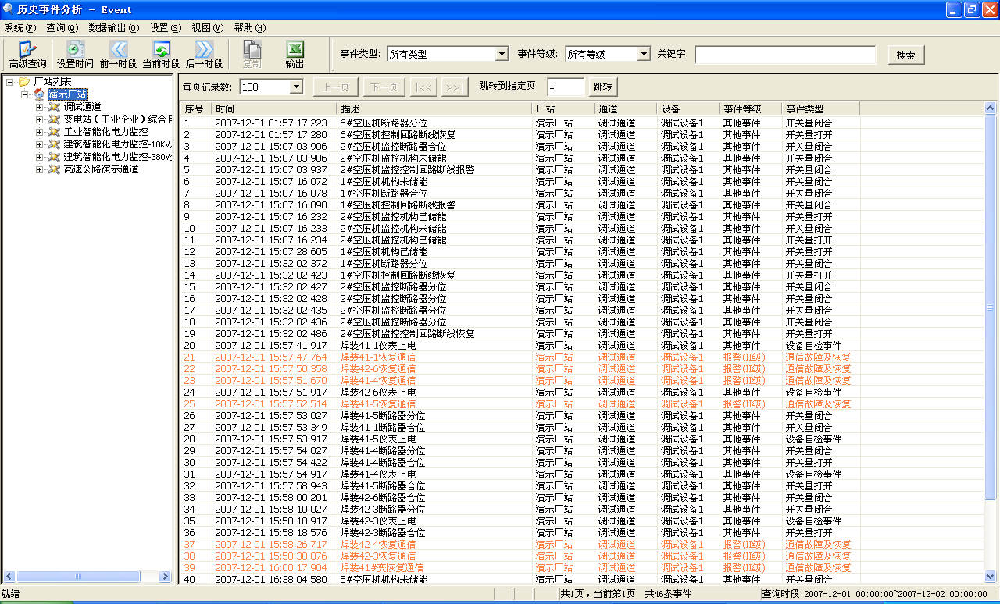 历史事件分析 - Event
系统(F) 查询(Q) 数据输出(O) 设置(S) 视图(V) 帮助(H)
高级查询 设置时间 前一时段 当前时段 后一时段 复制 输出 事件类型: 所有类型 事件等级: 所有等级 关键字: 搜索
厂站列表
演示厂站
调试通道
变电站（工业企业）综合自
工业智能化电力监控
建筑智能化电力监控-10KV,
建筑智能化电力监控-380V
高速公路演示通道
每页记录数: 100 上一页 下一页 |<< >>| 跳转到指定页: 1 跳转
序号 时间 描述 厂站 通道 设备 事件等级 事件类型
1 2007-12-01 01:57:17.223 6#空压机断路器分位 演示厂站 调试通道 调试设备1 其他事件 开关量闭合
2 2007-12-01 01:57:17.280 6#空压机控制回路断线恢复 演示厂站 调试通道 调试设备1 其他事件 开关量打开
3 2007-12-01 15:07:03.906 2#空压机监控断路器合位 演示厂站 调试通道 调试设备1 其他事件 开关量闭合
4 2007-12-01 15:07:03.906 2#空压机监控机构未储能 演示厂站 调试通道 调试设备1 其他事件 开关量闭合
5 2007-12-01 15:07:03.937 2#空压机监控控制回路断线报警 演示厂站 调试通道 调试设备1 其他事件 开关量闭合
6 2007-12-01 15:07:16.072 1#空压机机构未储能 演示厂站 调试通道 调试设备1 其他事件 开关量闭合
7 2007-12-01 15:07:16.078 1#空压机断路器合位 演示厂站 调试通道 调试设备1 其他事件 开关量闭合
8 2007-12-01 15:07:16.090 1#空压机控制回路断线报警 演示厂站 调试通道 调试设备1 其他事件 开关量闭合
9 2007-12-01 15:07:16.232 2#空压机监控机构已储能 演示厂站 调试通道 调试设备1 其他事件 开关量打开
10 2007-12-01 15:07:16.233 2#空压机监控机构未储能 演示厂站 调试通道 调试设备1 其他事件 开关量闭合
11 2007-12-01 15:07:16.234 2#空压机监控机构已储能 演示厂站 调试通道 调试设备1 其他事件 开关量打开
12 2007-12-01 15:07:28.605 1#空压机机构已储能 演示厂站 调试通道 调试设备1 其他事件 开关量打开
13 2007-12-01 15:32:02.372 1#空压机断路器分位 演示厂站 调试通道 调试设备1 其他事件 开关量闭合
14 2007-12-01 15:32:02.423 1#空压机控制回路断线恢复 演示厂站 调试通道 调试设备1 其他事件 开关量打开
15 2007-12-01 15:32:02.427 2#空压机监控断路器分位 演示厂站 调试通道 调试设备1 其他事件 开关量闭合
16 2007-12-01 15:32:02.428 2#空压机监控断路器分位 演示厂站 调试通道 调试设备1 其他事件 开关量闭合
17 2007-12-01 15:32:02.435 2#空压机监控断路器分位 演示厂站 调试通道 调试设备1 其他事件 开关量闭合
18 2007-12-01 15:32:02.436 2#空压机监控断路器分位 演示厂站 调试通道 调试设备1 其他事件 开关量闭合
19 2007-12-01 15:32:02.486 2#空压机监控控制回路断线恢复 演示厂站 调试通道 调试设备1 其他事件 开关量打开
20 2007-12-01 15:57:41.917 焊装41-1仪表上电 演示厂站 调试通道 调试设备1 其他事件 设备自检事件
21 2007-12-01 15:57:47.764 焊装41-1恢复通信 演示厂站 调试通道 调试设备1 报警(II级) 通信故障及恢复
22 2007-12-01 15:57:50.358 焊装42-6恢复通信 演示厂站 调试通道 调试设备1 报警(II级) 通信故障及恢复
23 2007-12-01 15:57:51.670 焊装41-4恢复通信 演示厂站 调试通道 调试设备1 报警(II级) 通信故障及恢复
24 2007-12-01 15:57:51.917 焊装42-6仪表上电 演示厂站 调试通道 调试设备1 其他事件 设备自检事件
25 2007-12-01 15:57:52.514 焊装41-5恢复通信 演示厂站 调试通道 调试设备1 报警(II级) 通信故障及恢复
26 2007-12-01 15:57:53.027 焊装41-5断路器分位 演示厂站 调试通道 调试设备1 其他事件 开关量闭合
27 2007-12-01 15:57:53.349 焊装41-1断路器合位 演示厂站 调试通道 调试设备1 其他事件 开关量闭合
28 2007-12-01 15:57:53.917 焊装41-5仪表上电 演示厂站 调试通道 调试设备1 其他事件 设备自检事件
29 2007-12-01 15:57:54.027 焊装41-4断路器分位 演示厂站 调试通道 调试设备1 其他事件 开关量闭合
30 2007-12-01 15:57:54.422 焊装41-4断路器合位 演示厂站 调试通道 调试设备1 其他事件 开关量打开
31 2007-12-01 15:57:54.917 焊装41-4仪表上电 演示厂站 调试通道 调试设备1 其他事件 设备自检事件
32 2007-12-01 15:57:58.943 焊装41-5断路器合位 演示厂站 调试通道 调试设备1 其他事件 开关量打开
33 2007-12-01 15:58:00.201 焊装42-6断路器合位 演示厂站 调试通道 调试设备1 其他事件 开关量闭合
34 2007-12-01 15:58:10.027 焊装42-3断路器分位 演示厂站 调试通道 调试设备1 其他事件 开关量闭合
35 2007-12-01 15:58:10.917 焊装42-3仪表上电 演示厂站 调试通道 调试设备1 其他事件 设备自检事件
36 2007-12-01 15:58:18.576 焊装42-3断路器合位 演示厂站 调试通道 调试设备1 其他事件 开关量打开
37 2007-12-01 15:58:26.717 焊装42-4恢复通信 演示厂站 调试通道 调试设备1 报警(II级) 通信故障及恢复
38 2007-12-01 15:58:30.076 焊装42-3恢复通信 演示厂站 调试通道 调试设备1 报警(II级) 通信故障及恢复
39 2007-12-01 16:01:17.904 焊装41#变恢复通信 演示厂站 调试通道 调试设备1 报警(II级) 通信故障及恢复
40 2007-12-01 16:38:04.580 5#空压机机构未储能 演示厂站 调试通道 调试设备1 其他事件 开关量闭合
就绪 共1页，当前第1页 共46条事件 查询时段:2007-12-01 00:00:00~2007-12-02 00:00:00